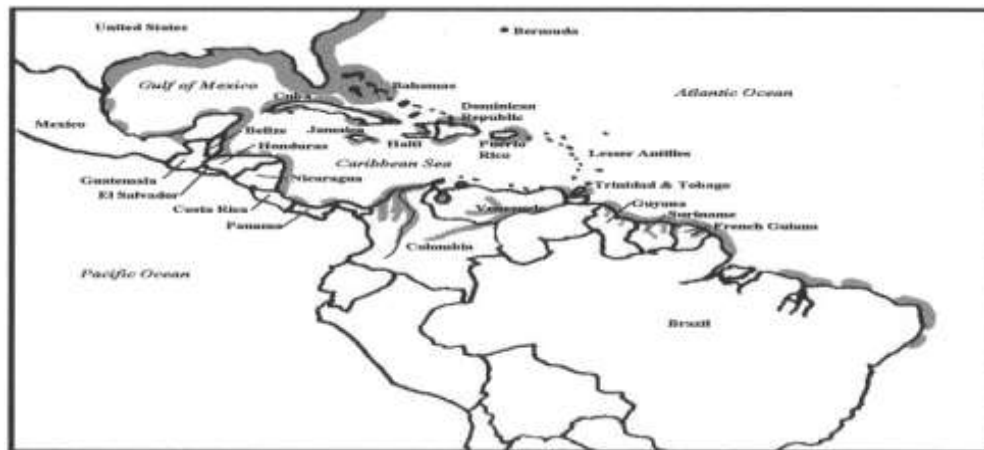 United States
Bermuda
Gulf of Mexico
Bahamas
Atlantic Ocean
Cuba
Dominican
Republic
Mexico
Belize
Jamaica
Haiti
Puerto
Rico
Honduras
Lesser Antilles
Caribbean Sea
Guatemala
Nicaragua
Trinidad & Tobago
El Salvador
Guyana
Costa Rica
Venezuela
Suriname
Panama
French Guiana
Colombia
Pacific Ocean
Brazil